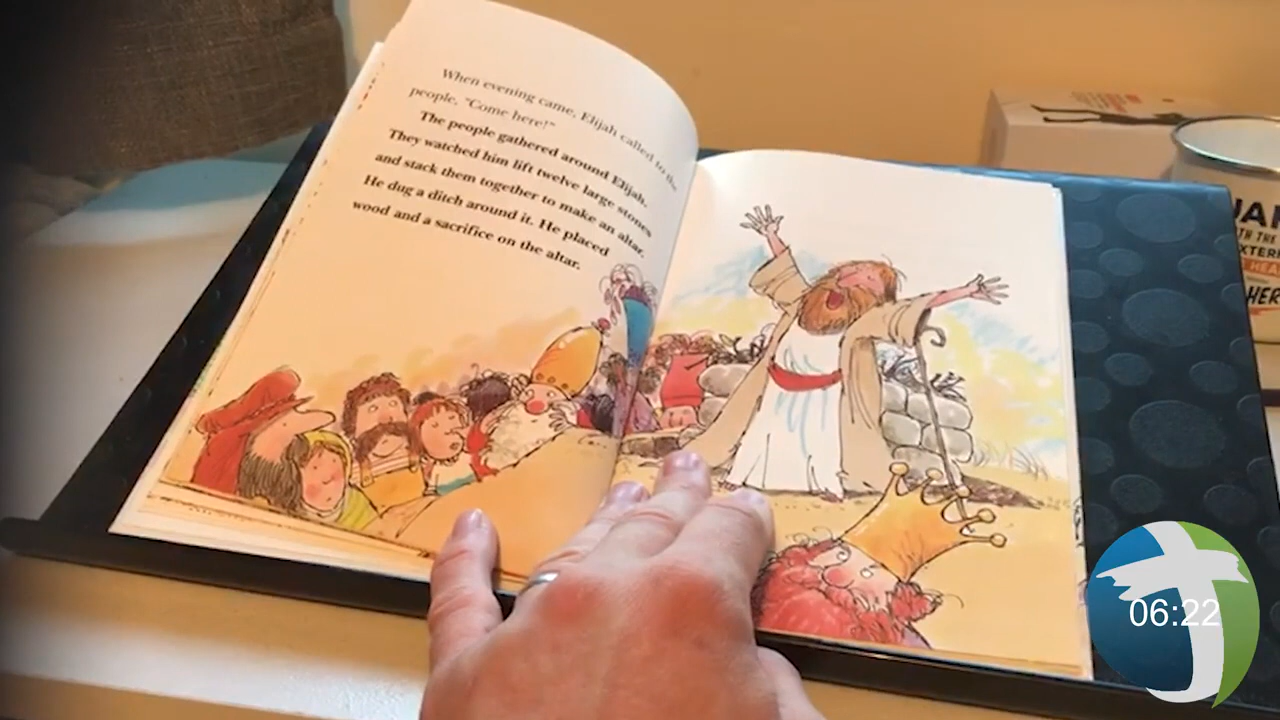 When evening came, Elijah called to the
people, "Come here!"
The people gathered around Elijah.
They watched him lift twelve large stones
and stack them together to make an altar.
He dug a ditch around it. He placed
wood and a sacrifice on the altar.
06:22